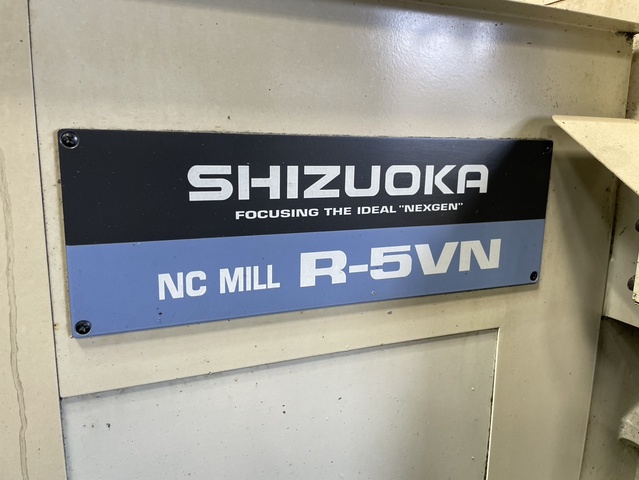 SHIZUOKA
FOCUSING THE IDEAL "NEXGEN"
NC MILL R-5VN